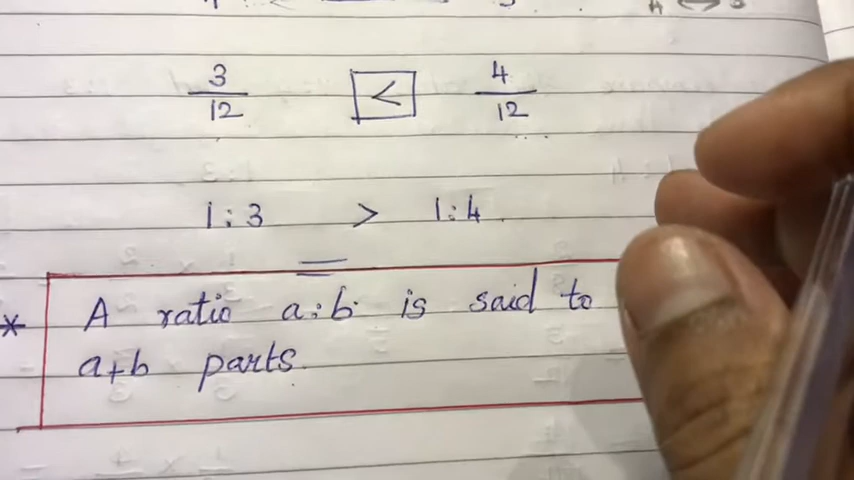 3/12 < 4/12
1:3 > 1:4
* A ratio a:b is said to
a+b parts.